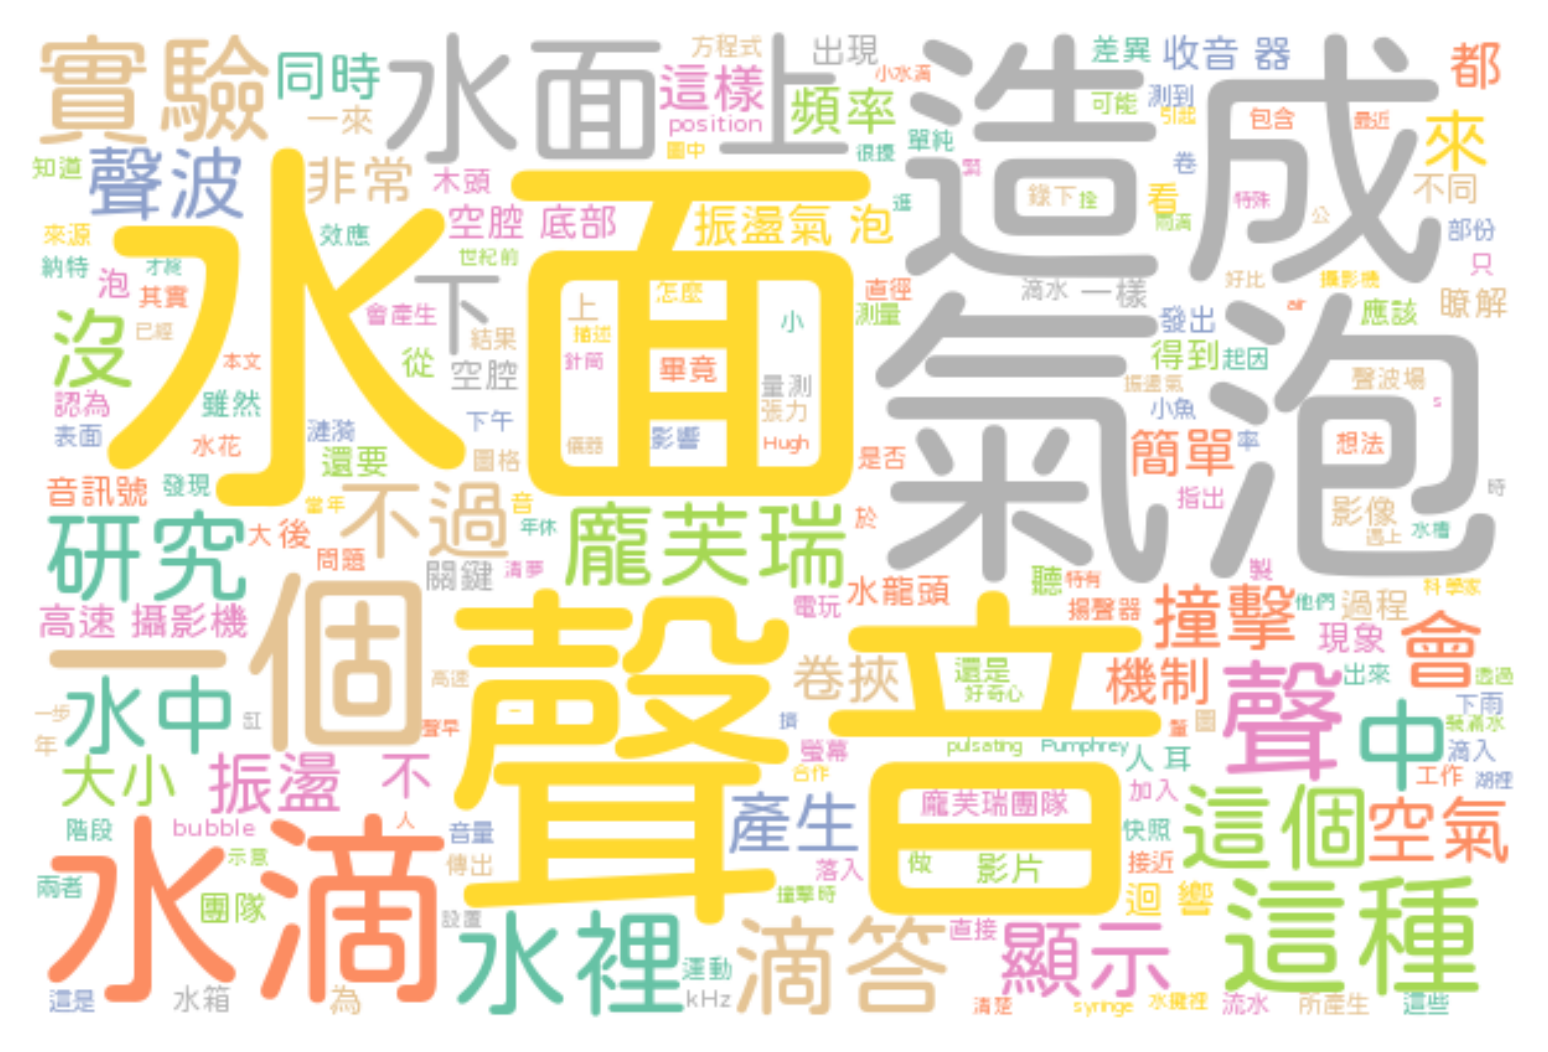 實驗 同時 水面上 這樣 方程式 出現 造成 差異 收音 器 都
一來 position 頻率 小水滴 可能 測到 包含 最近 來
知道 聲波 非常 木頭 圖中 很擾 單純 引起 卷 不同
來源 效應 空腔 底部 振盪氣 泡 錄下 看 特殊 公 部份
納特 才能 世紀前 只
泡 其實 會產生 下 直徑 滴水 一樣 好比 攝影機 瞭解
水面 上 怎麼 小 測量 air 應該
沒 已經 結果 描述 發出
本文 從 空腔 針筒 畢竟 量測 氣泡 得到 起因
認為 雖然 張力 振盪氣 聲波場
表面 水花 漣漪 下午 儀器 影響 Hugh 小魚 s
還要 圖格 是否 簡單 率 想法
音訊號 發現 當年 不過 音 指出 時
研究 大 後 年休 龐芙瑞 於 影像 水槽 遇上
問題 關鍵 清夢 聽 特有 製 科學家
高速 攝影機 一個 電玩 水龍頭 揚聲器 撞擊 他們 過程
聲音 現象 會
水中 高速 卷挾 還是 好奇心 機制 聲 出來 透過
一步 缸 聲早 圖 中 下雨 裝滿水
年 螢幕 pulsating Pumphrey 人 耳 滴入
大小 振盪 不 合作 工作 湖裡
階段 bubble 人 音量 產生 龐芙瑞團隊 加入 這個 空氣
水滴 示意 快照
兩者 團隊 傳出 落入 做 影片 接近
設置 撞擊時 迴 響 這種
水裡 滴答 直接 顯示
運動
這是 水箱 為 kHz 清楚 syringe 水攤裡 流水 所產生 這些